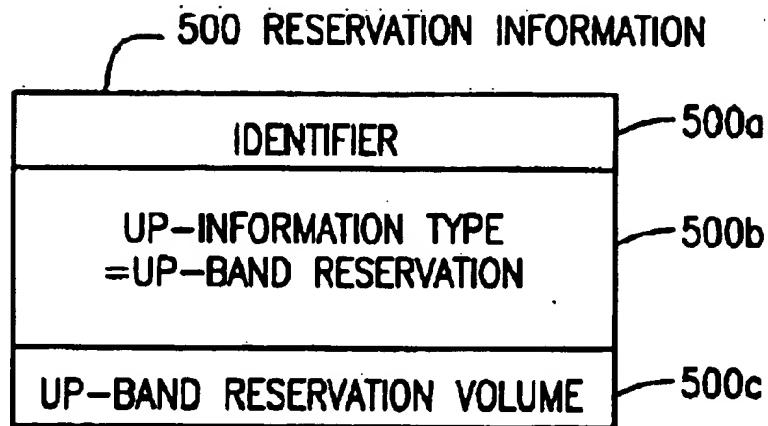 500 RESERVATION INFORMATION
IDENTIFIER
500a
UP-INFORMATION TYPE
=UP-BAND RESERVATION
500b
UP-BAND RESERVATION VOLUME
500c